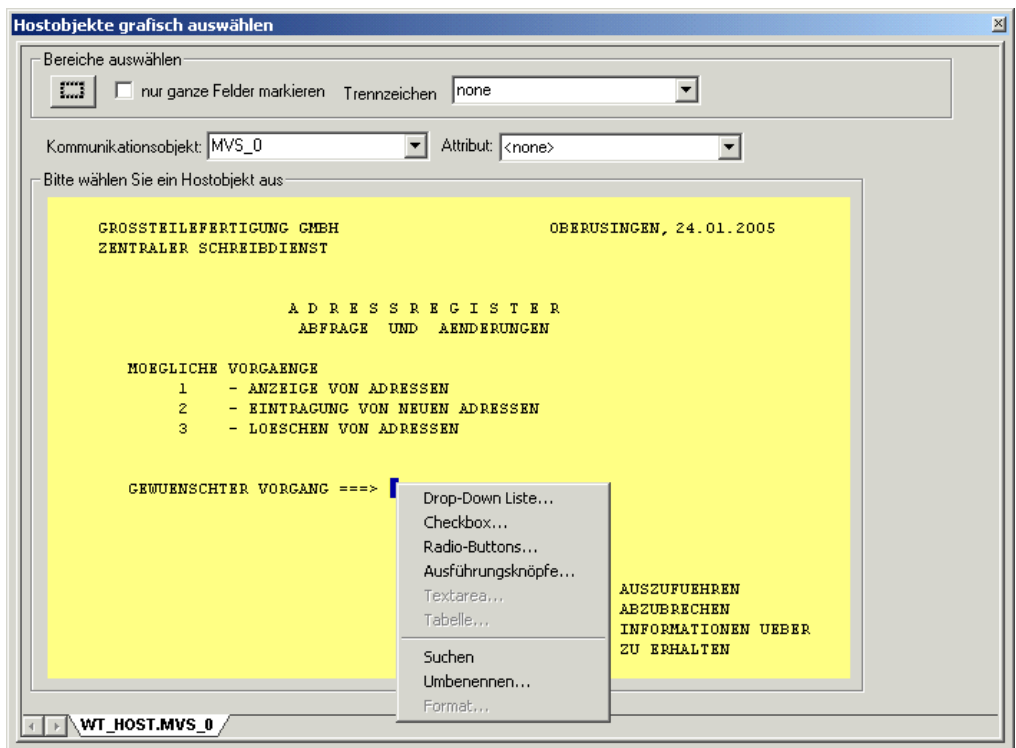 Hostobjekte grafisch auswählen
Bereiche auswählen
nur ganze Felder markieren Trennzeichen none
Kommunikationsobjekt: MVS_0 Attribut: <none>
Bitte wählen Sie ein Hostobjekt aus
GROSSTEILEFERTIGUNG GMBH OBERUSINGEN, 24.01.2005
ZENTRALER SCHREIBDIENST
A D R E S S R E G I S T E R
ABFRAGE UND AENDERUNGEN
MOEGLICHE VORGAENGE
1 - ANZEIGE VON ADRESSEN
2 - EINTRAGUNG VON NEUEN ADRESSEN
3 - LOESCHEN VON ADRESSEN
GEWUENSCHTER VORGANG ===>
Drop-Down Liste...
Checkbox...
Radio-Buttons...
Ausführungsknöpfe...
Textarea...
Tabelle...
Suchen
Umbenennen...
Format...
AUSZUFUEHREN
ABZUBRECHEN
INFORMATIONEN UEBER
ZU ERHALTEN
WT_HOST.MVS_0